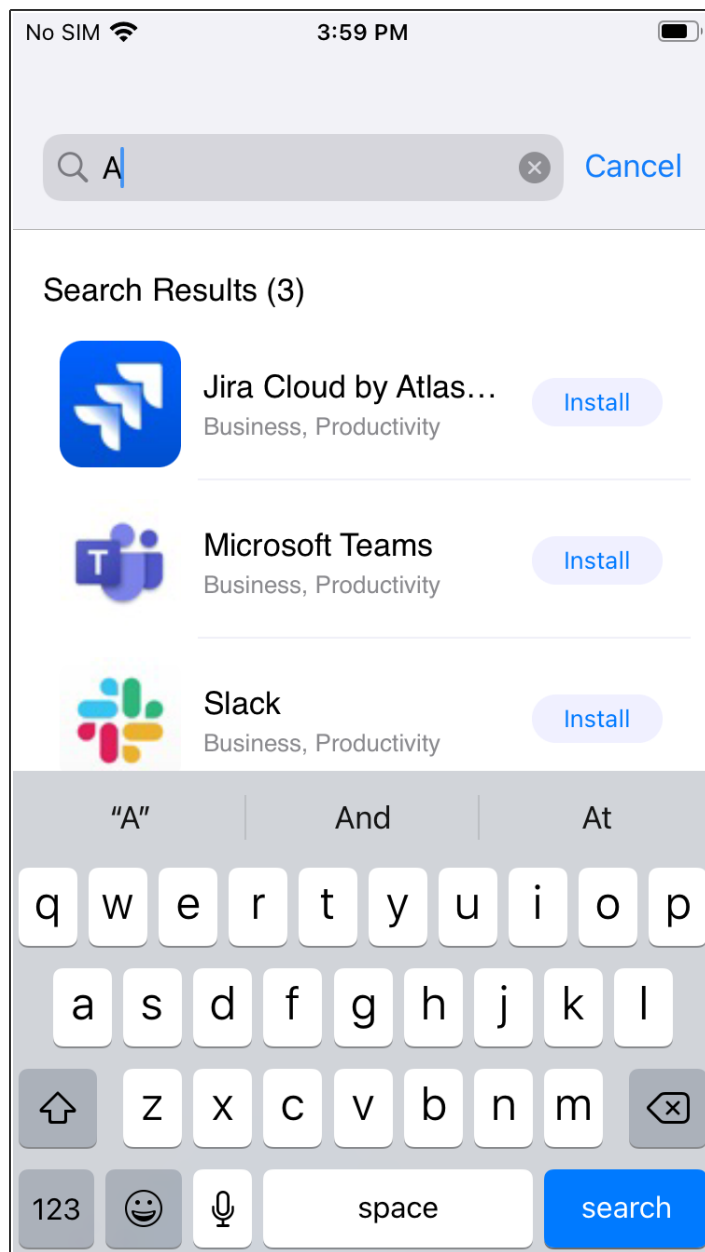 No SIM 3:59 PM
A Cancel
Search Results (3)
Jira Cloud by Atlas...
Business, Productivity
Install
T
Microsoft Teams
Business, Productivity
Install
Slack
Business, Productivity
Install
“A” And At
q w e r t y u i o p
a s d f g h j k l
z x c v b n m
123 space search